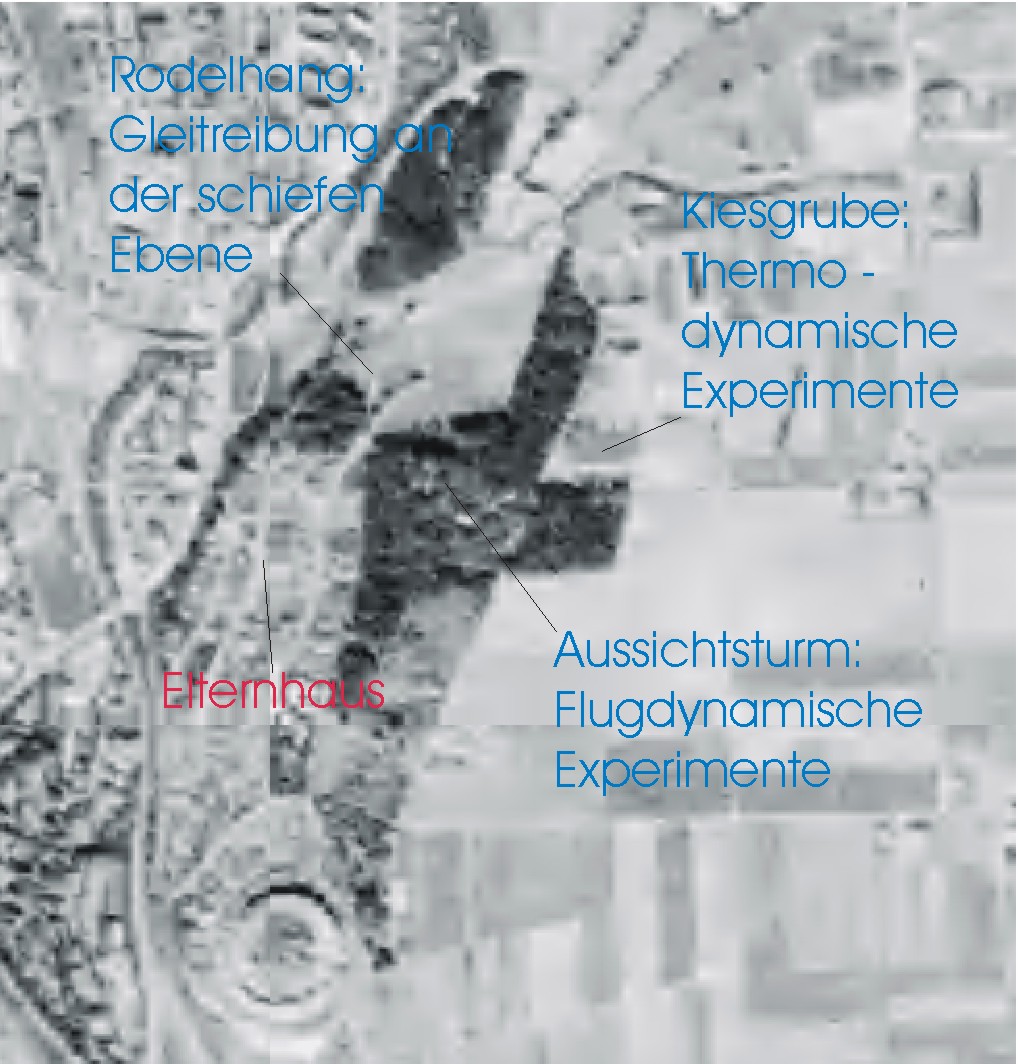 Rodelhang:
Gleitreibung an
der schiefen
Ebene
Kiesgrube:
Thermo -
dynamische
Experimente
Aussichtsturm:
Flugdynamische
Experimente
Elternhaus